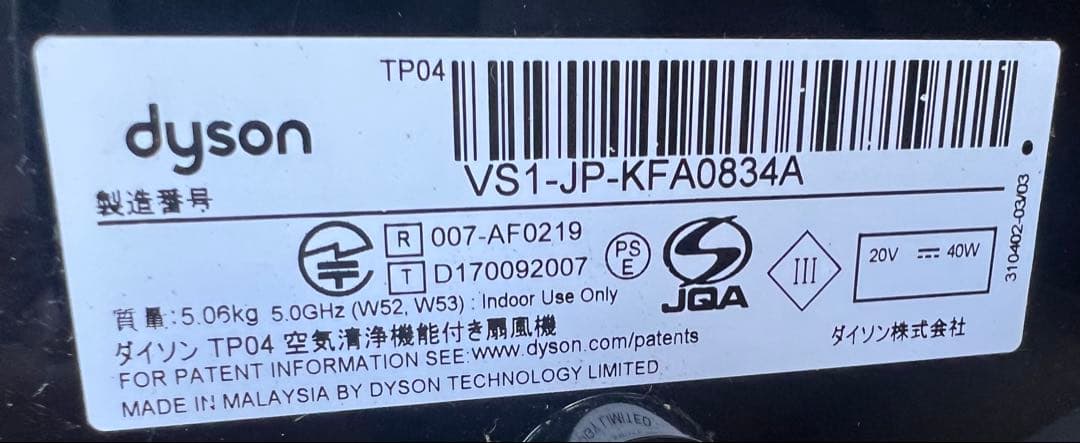 TP04
dyson
VS1-JP-KFA0834A
製造番号
R 007-AF0219
T D170092007
PS
E
JQA
III
20V ⎓ 40W
310402-03/03
質量:5.06kg 5.0GHz (W52, W53) : Indoor Use Only
ダイソン TP04 空気清浄機能付き扇風機
ダイソン株式会社
FOR PATENT INFORMATION SEE: www.dyson.com/patents
MADE IN MALAYSIA BY DYSON TECHNOLOGY LIMITED.
LIMITED